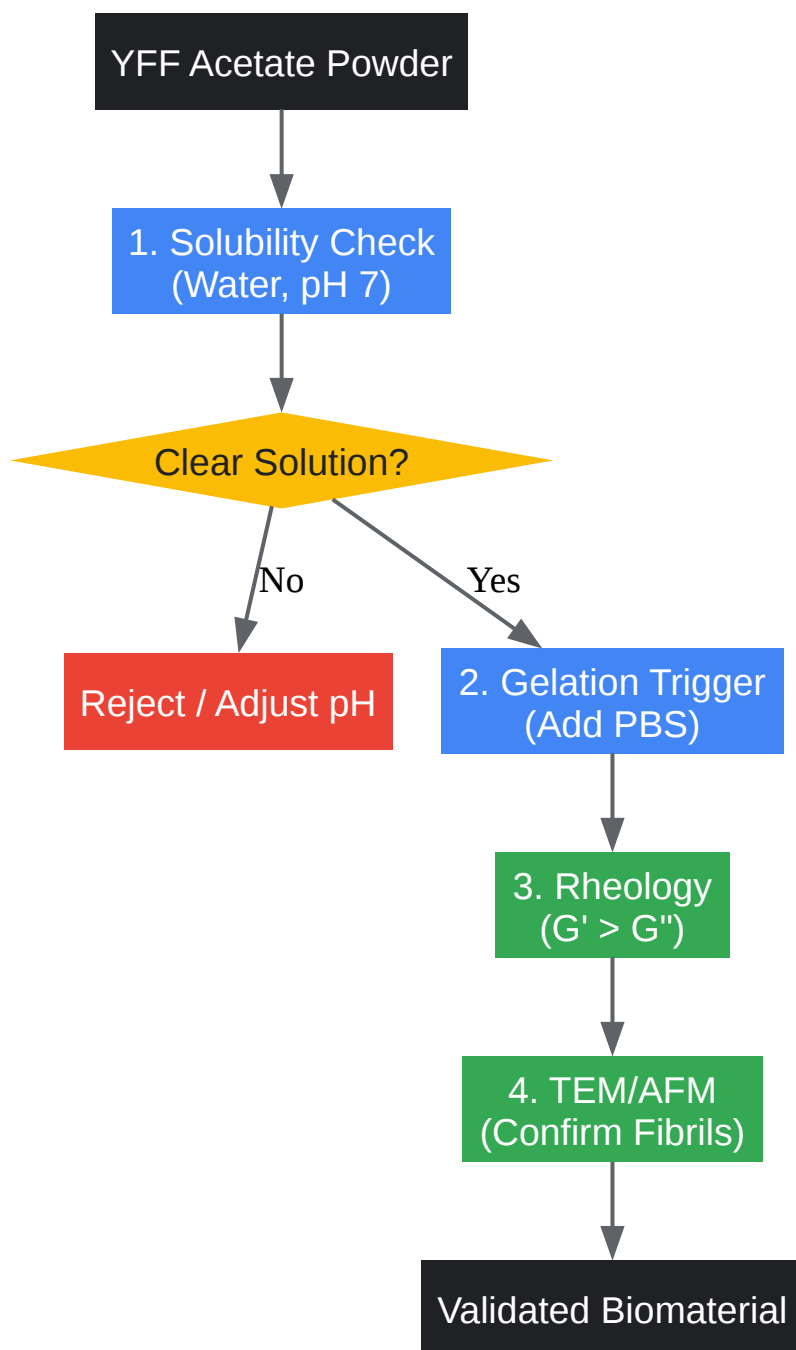 YFF Acetate Powder
1. Solubility Check
(Water, pH 7)
Clear Solution?
No
Yes
Reject / Adjust pH
2. Gelation Trigger
(Add PBS)
3. Rheology
(G' > G")
4. TEM/AFM
(Confirm Fibrils)
Validated Biomaterial